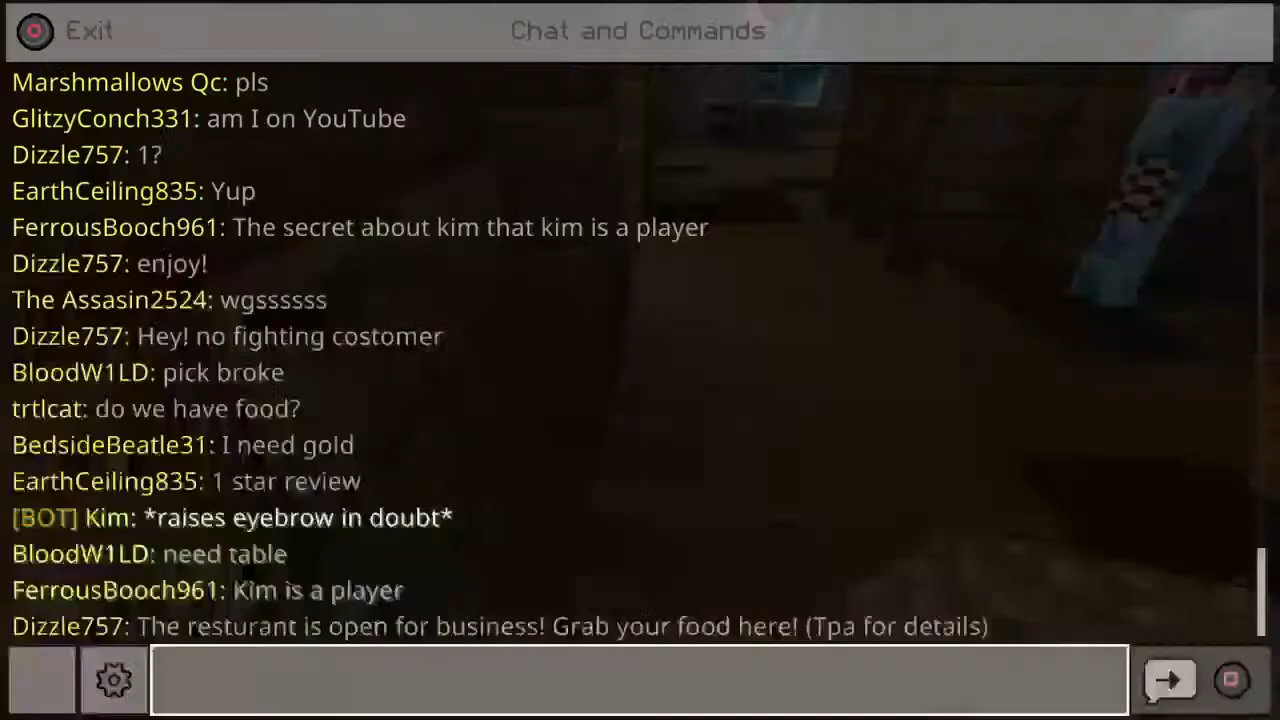 Exit
Chat and Commands
Marshmallows Qc: pls
GlitzyConch331: am I on YouTube
Dizzle757: 1?
EarthCeiling835: Yup
FerrousBooch961: The secret about kim that kim is a player
Dizzle757: enjoy!
The Assasin2524: wgssssss
Dizzle757: Hey! no fighting costomer
BloodW1LD: pick broke
trtlcat: do we have food?
BedsideBeatle31: I need gold
EarthCeiling835: 1 star review
[BOT] Kim: *raises eyebrow in doubt*
BloodW1LD: need table
FerrousBooch961: Kim is a player
Dizzle757: The resturant is open for business! Grab your food here! (Tpa for details)